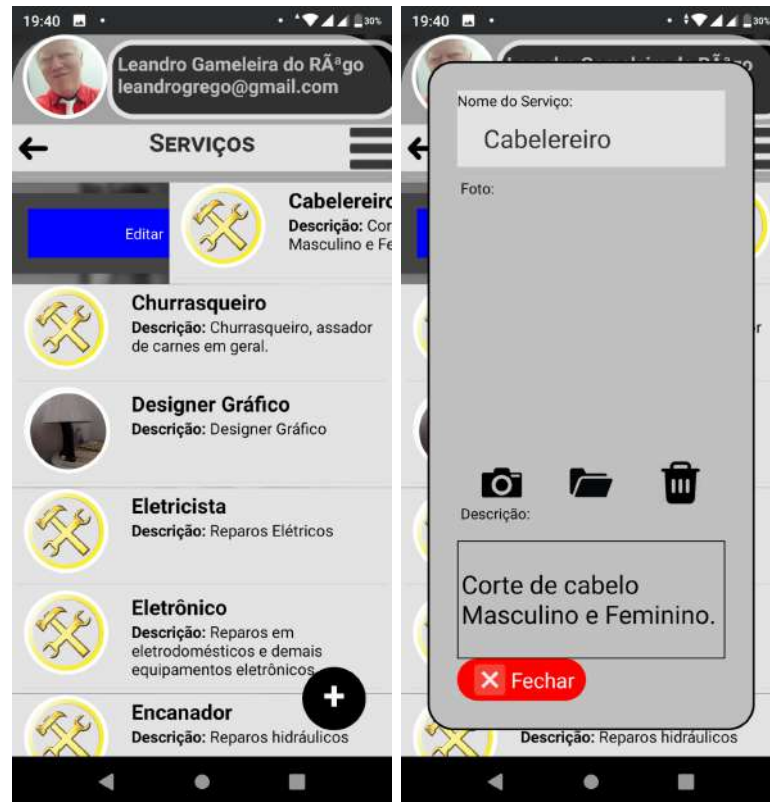 19:40
30%
Leandro Gameleira do RÃªgo
leandrogrego@gmail.com
SERVIÇOS
Editar
Cabelereiro
Descrição: Cor
Masculino e Fe
Churrasqueiro
Descrição: Churrasqueiro, assador
de carnes em geral.
Designer Gráfico
Descrição: Designer Gráfico
Eletricista
Descrição: Reparos Elétricos
Eletrônico
Descrição: Reparos em
eletrodomésticos e demais
equipamentos eletrônicos
+
Encanador
Descrição: Reparos hidráulicos
19:40
30%
Nome do Serviço:
Cabelereiro
Foto:
Descrição:
Corte de cabelo
Masculino e Feminino.
Fechar
Descrição: Reparos hidráulicos